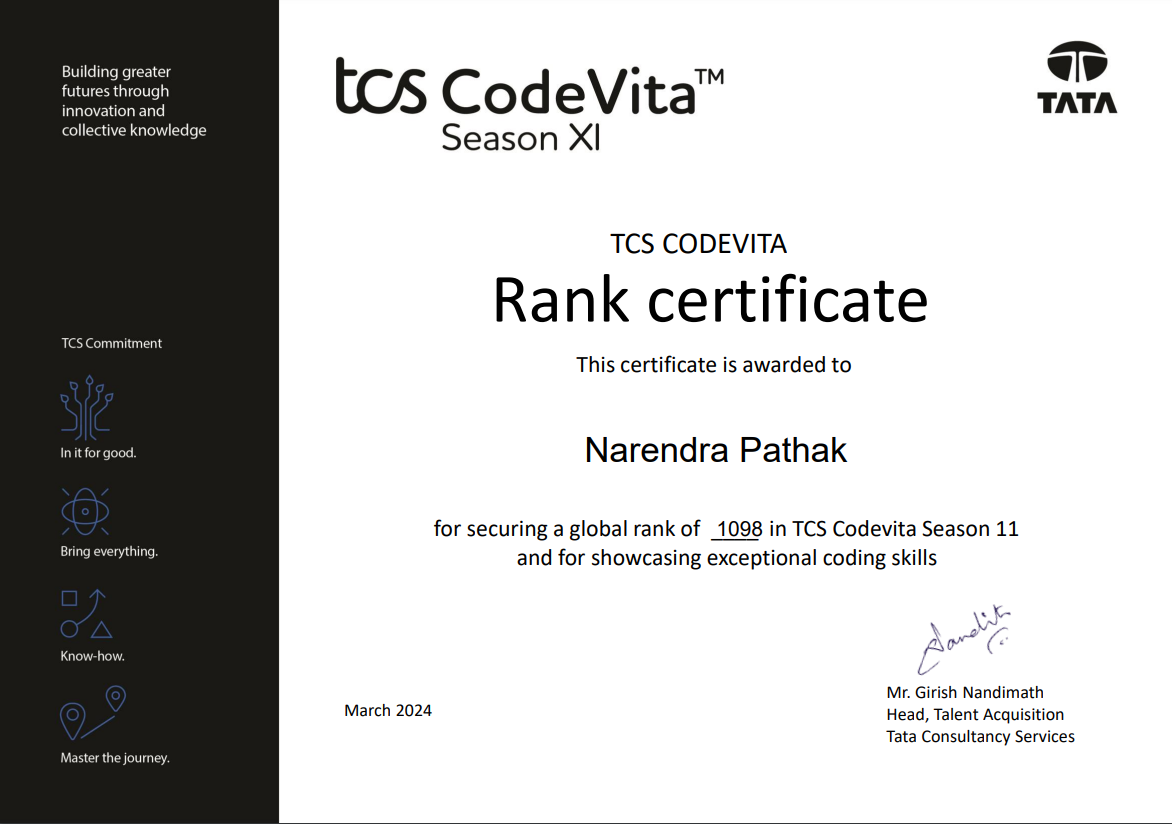 Building greater
futures through
innovation and
collective knowledge
tcs CodeVita™
Season XI
TATA
TCS CODEVITA
Rank certificate
This certificate is awarded to
Narendra Pathak
for securing a global rank of 1098 in TCS Codevita Season 11
and for showcasing exceptional coding skills
TCS Commitment
In it for good.
Bring everything.
Know-how.
Master the journey.
March 2024
Mr. Girish Nandimath
Head, Talent Acquisition
Tata Consultancy Services